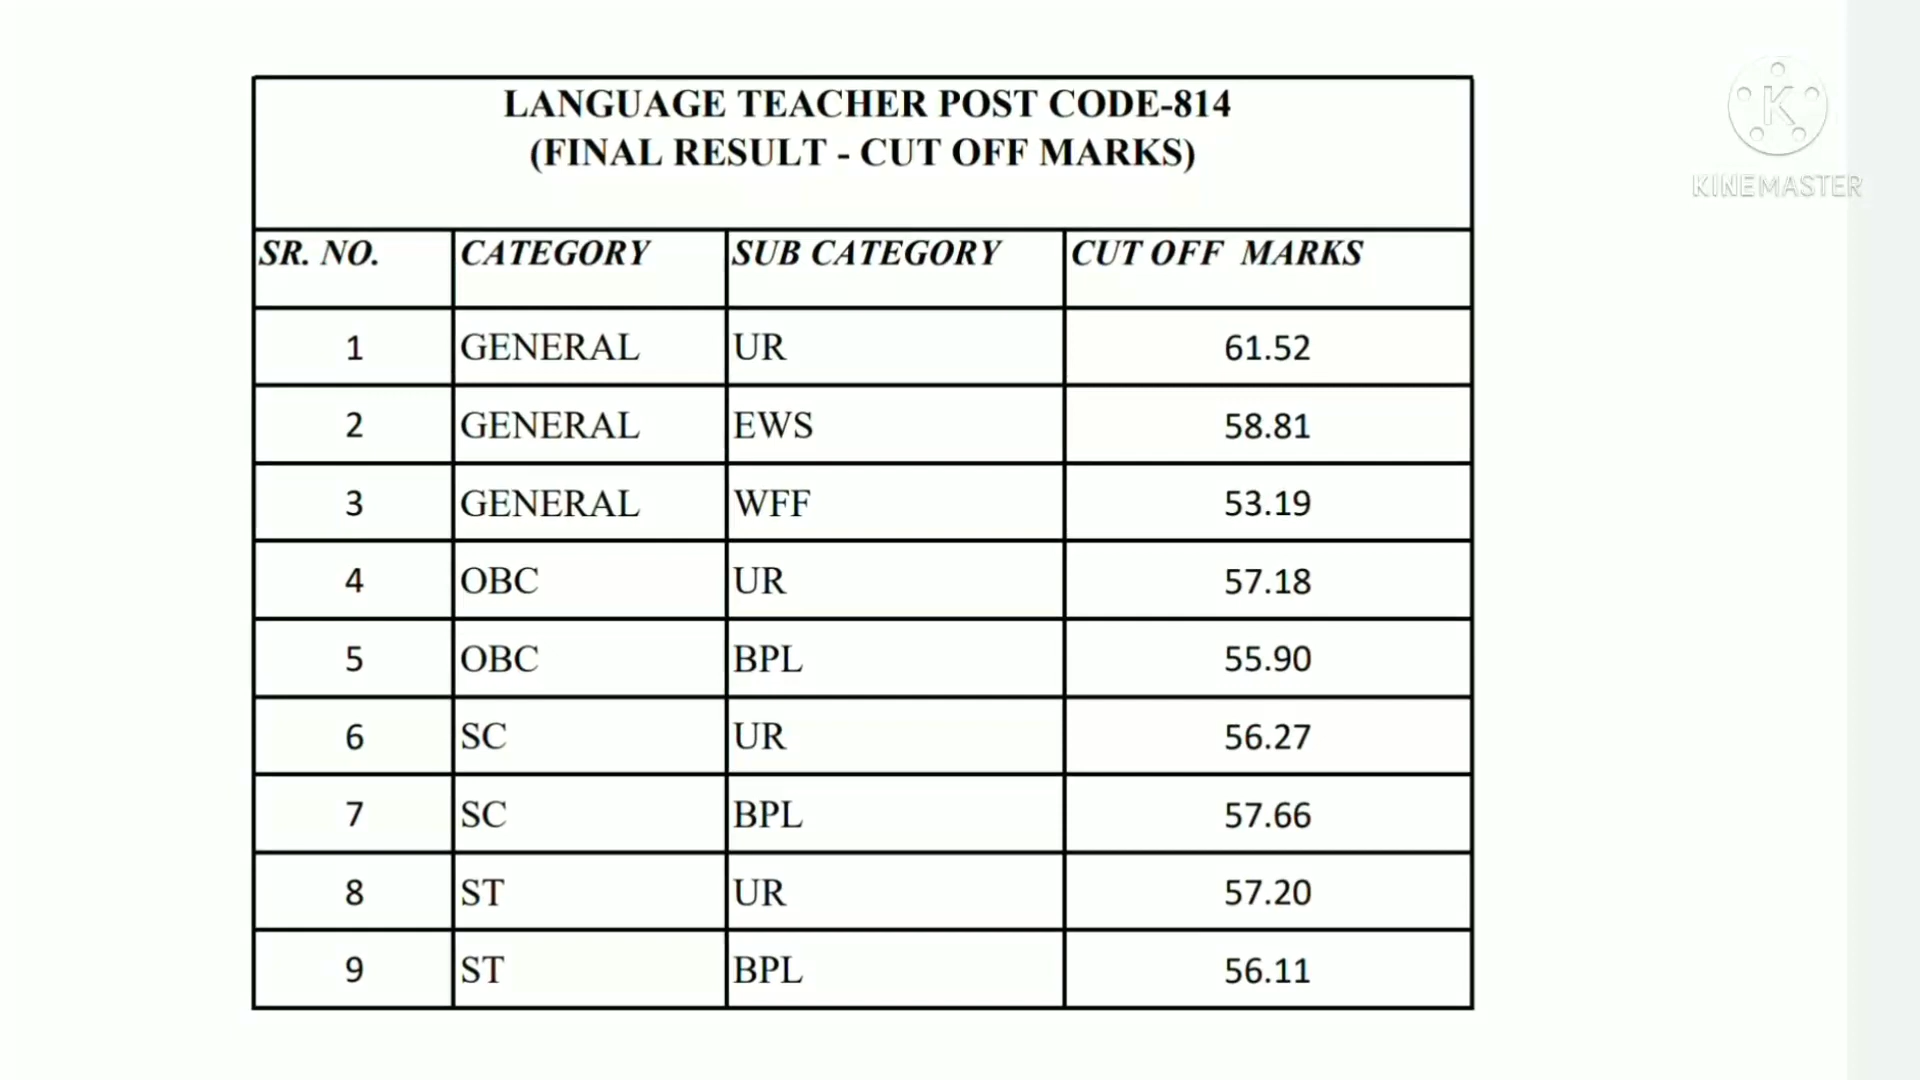 LANGUAGE TEACHER POST CODE-814
(FINAL RESULT - CUT OFF MARKS)
SR. NO. CATEGORY SUB CATEGORY CUT OFF MARKS
1 GENERAL UR 61.52
2 GENERAL EWS 58.81
3 GENERAL WFF 53.19
4 OBC UR 57.18
5 OBC BPL 55.90
6 SC UR 56.27
7 SC BPL 57.66
8 ST UR 57.20
9 ST BPL 56.11
K
KINEMASTER